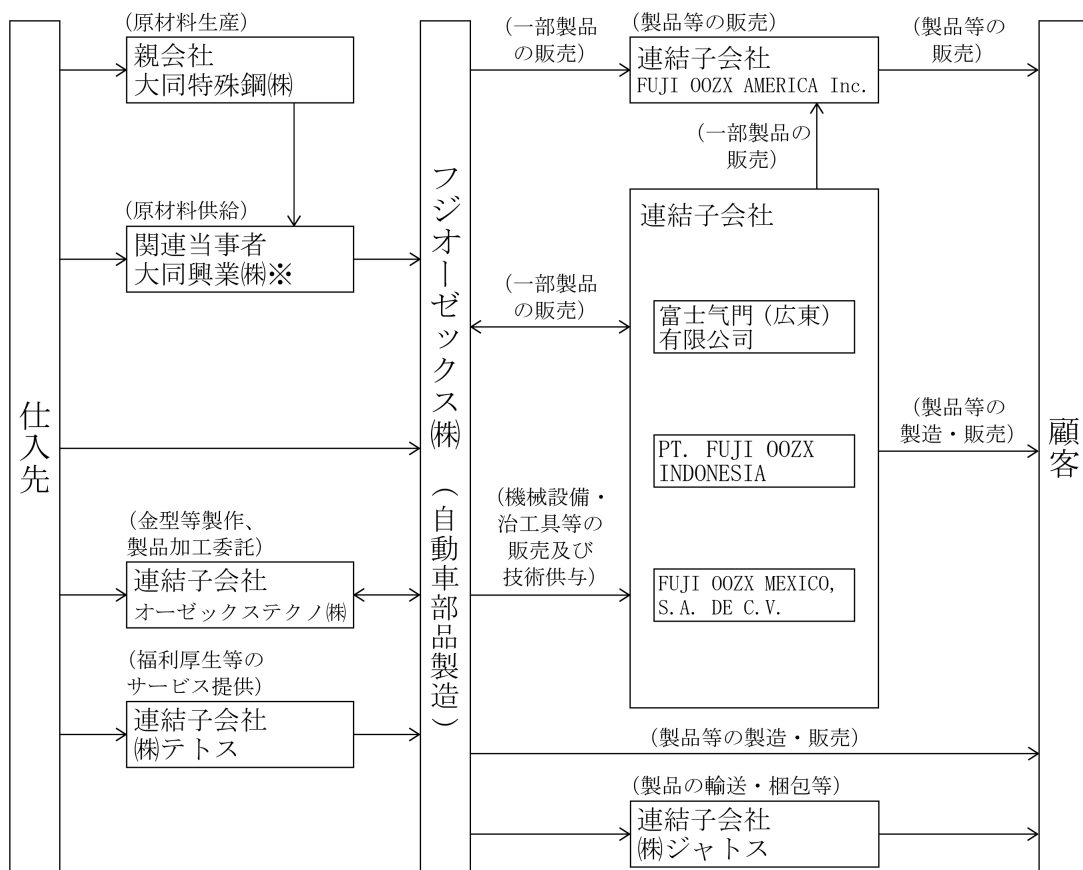 仕入先
(原材料生産)
親会社
大同特殊鋼㈱
(原材料供給)
関連当事者
大同興業㈱※
(金型等製作、
製品加工委託)
連結子会社
オーゼックステクノ㈱
(福利厚生等の
サービス提供)
連結子会社
㈱テトス
フジオーゼックス㈱ (自動車部品製造)
(一部製品
の販売)
(製品等の販売)
連結子会社
FUJI OOZX AMERICA Inc.
(製品等の
販売)
(一部製品の
販売)
連結子会社
(一部製品
の販売)
富士气門(広東)
有限公司
PT. FUJI OOZX
INDONESIA
(製品等の
製造・販売)
(機械設備・
治工具等の
販売及び
技術供与)
FUJI OOZX MEXICO,
S.A. DE C.V.
(製品等の製造・販売)
(製品の輸送・梱包等)
連結子会社
㈱ジャトス
顧客